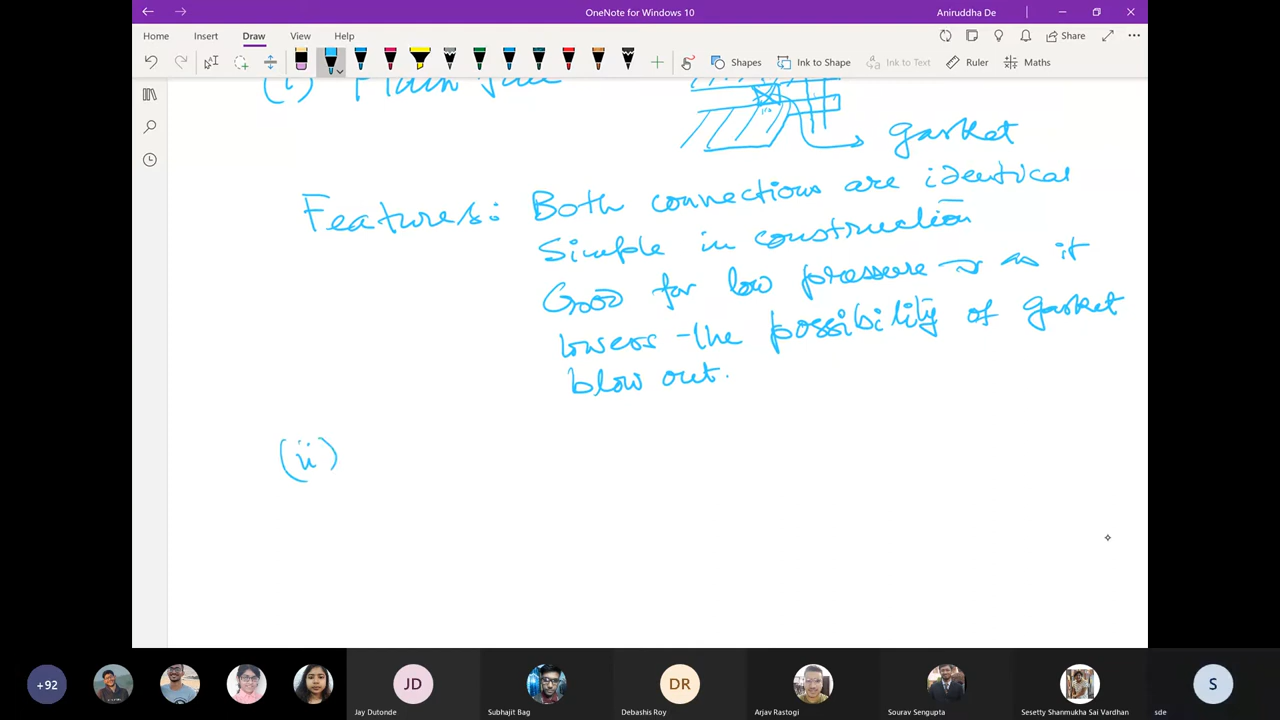 OneNote for Windows 10
Aniruddha De
Home Insert Draw View Help
Share
Shapes Ink to Shape Ink to Text Ruler Maths
(i) Plain face
gasket
Features: Both connections are identical
Simple in construction
Good for low pressure as it
lowers the possibility of gasket
blow out.
(ii)
+92
JD
DR
S
Jay Dutonde Subhajit Bag Debashis Roy Arjav Rastogi Sourav Sengupta Sesetty Shanmukha Sai Vardhan sde